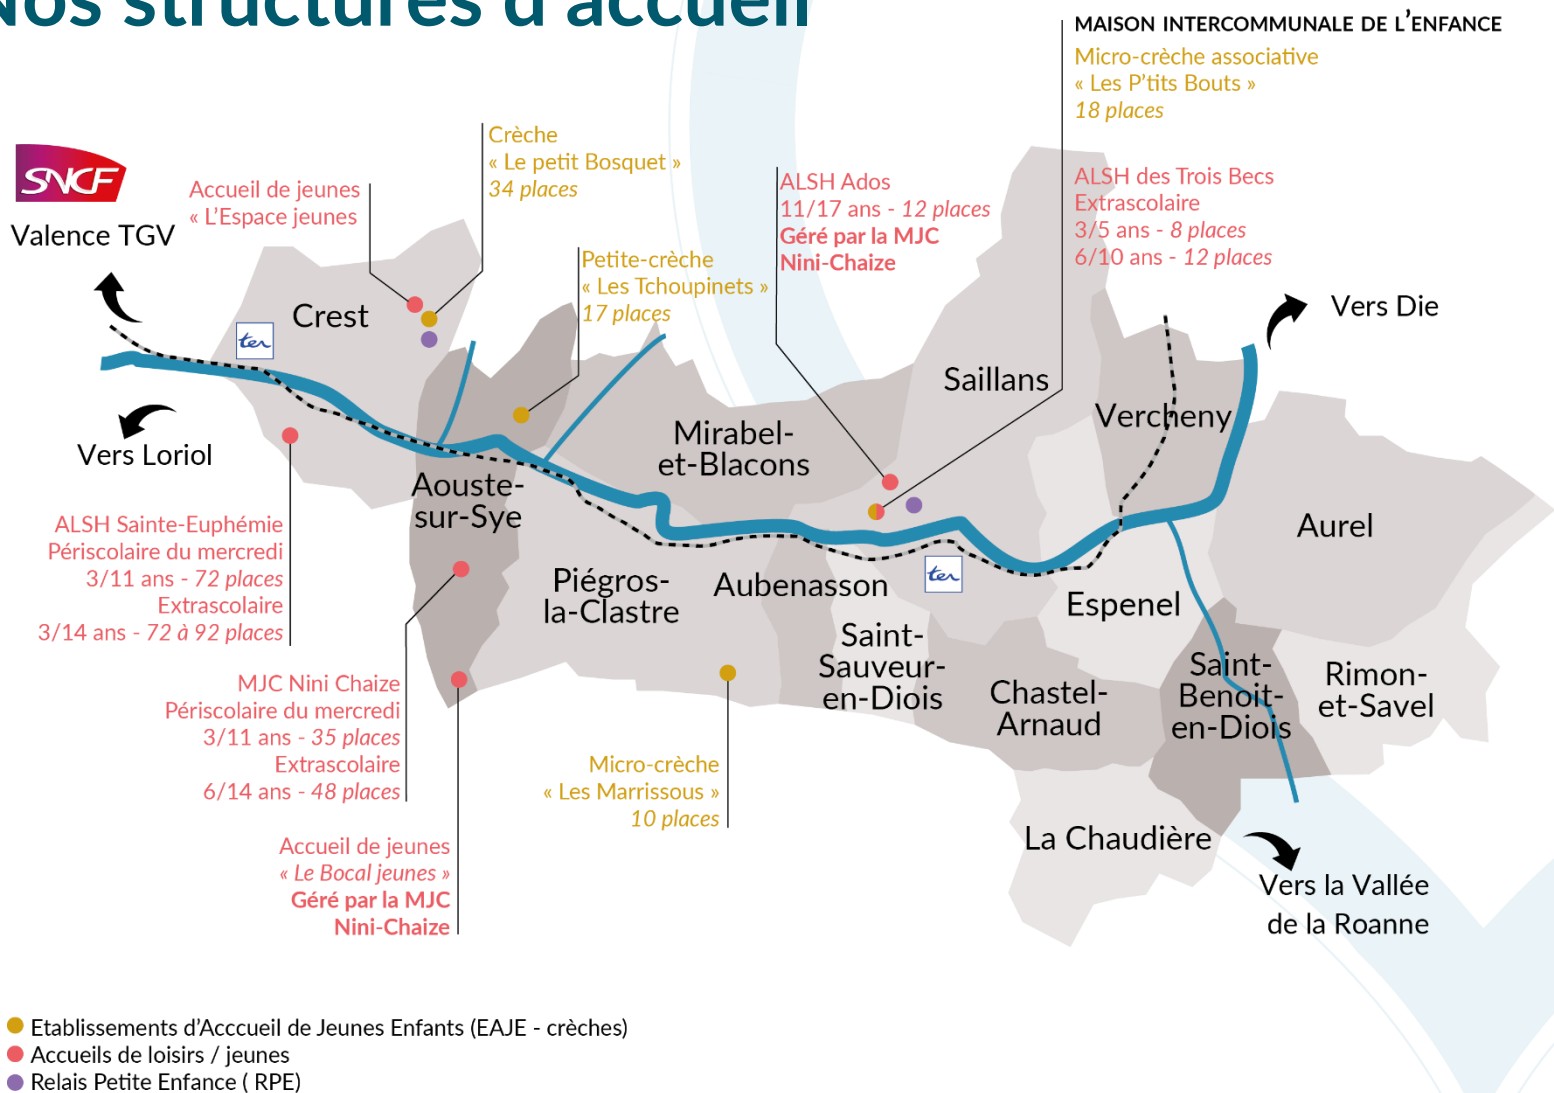 Nos structures d'accueil
MAISON INTERCOMMUNALE DE L'ENFANCE
Micro-crèche associative
« Les P'tits Bouts »
18 places
Crèche
« Le petit Bosquet »
34 places
SNCF
Valence TGV
Accueil de jeunes
« L'Espace jeunes
ALSH Ados
11/17 ans - 12 places
Géré par la MJC
Nini-Chaize
ALSH des Trois Becs
Extrascolaire
3/5 ans - 8 places
6/10 ans - 12 places
Petite-crèche
« Les Tchoupinets »
17 places
Vers Die
Crest
ter
Saillans
Vercheny
Vers Loriol
Mirabel-
et-Blacons
Aouste-
sur-Sye
Aurel
ALSH Sainte-Euphémie
Périscolaire du mercredi
3/11 ans - 72 places
Extrascolaire
3/14 ans - 72 à 92 places
Piégros-
la-Clastre
Aubenasson
ter
Espenel
Saint-
Sauveur-
en-Diois
Chastel-
Arnaud
Saint-
Benoit-
en-Diois
Rimon-
et-Savel
MJC Nini Chaize
Périscolaire du mercredi
3/11 ans - 35 places
Extrascolaire
6/14 ans - 48 places
Micro-crèche
« Les Marrissous »
10 places
Accueil de jeunes
« Le Bocal jeunes »
Géré par la MJC
Nini-Chaize
La Chaudière
Vers la Vallée
de la Roanne
Etablissements d'Acccueil de Jeunes Enfants (EAJE - crèches)
Accueils de loisirs / jeunes
Relais Petite Enfance ( RPE)